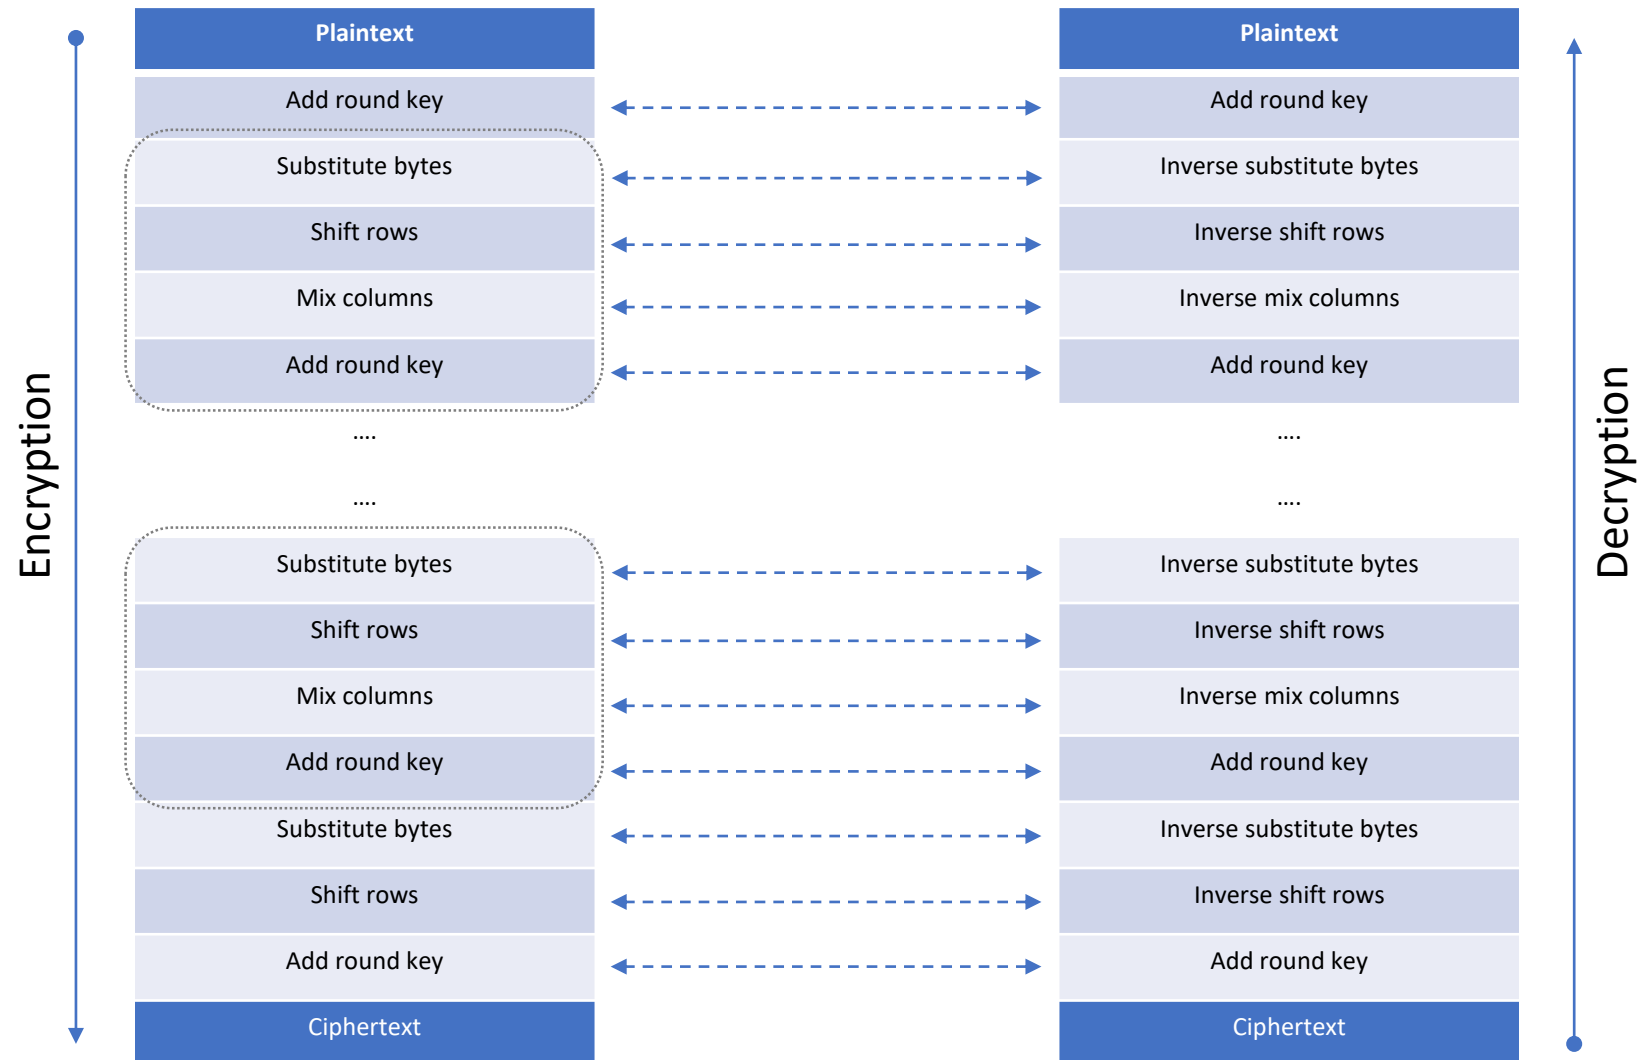 Encryption
Plaintext
Add round key
Substitute bytes
Shift rows
Mix columns
Add round key
....
....
Substitute bytes
Shift rows
Mix columns
Add round key
Substitute bytes
Shift rows
Add round key
Ciphertext
Plaintext
Add round key
Inverse substitute bytes
Inverse shift rows
Inverse mix columns
Add round key
....
....
Inverse substitute bytes
Inverse shift rows
Inverse mix columns
Add round key
Inverse substitute bytes
Inverse shift rows
Add round key
Ciphertext
Decryption